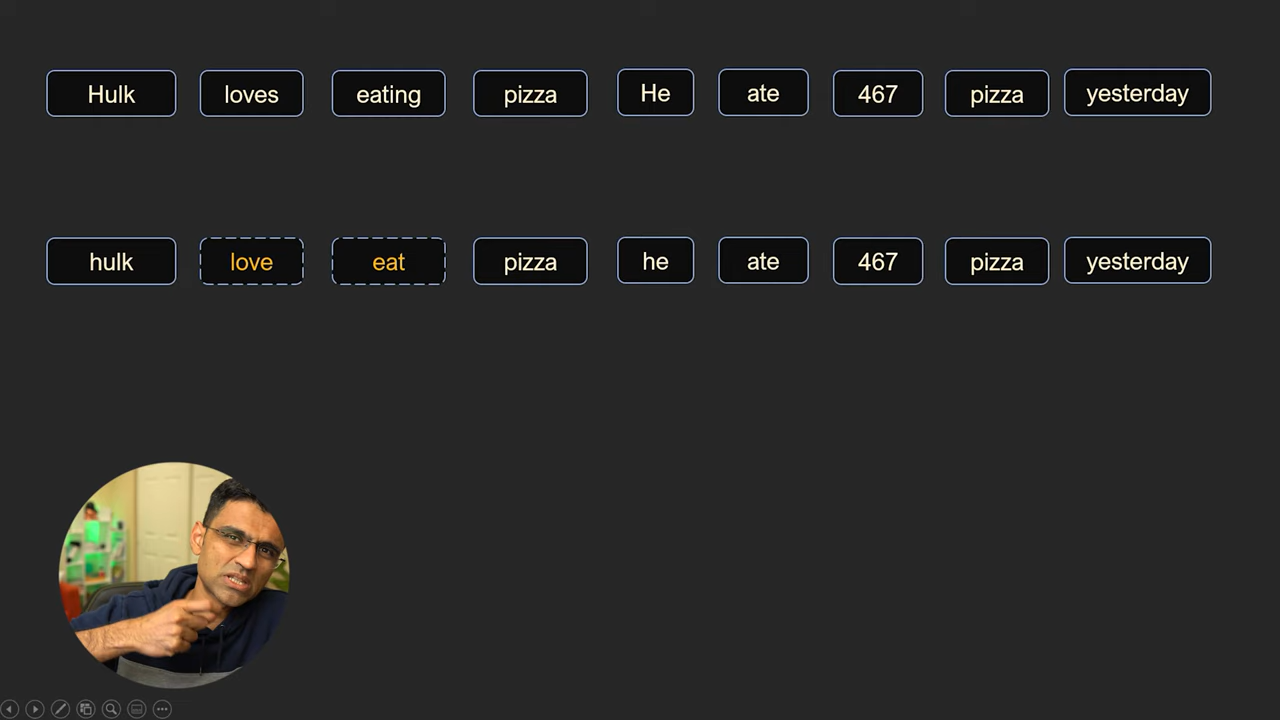 Hulk loves eating pizza He ate 467 pizza yesterday
hulk love eat pizza he ate 467 pizza yesterday